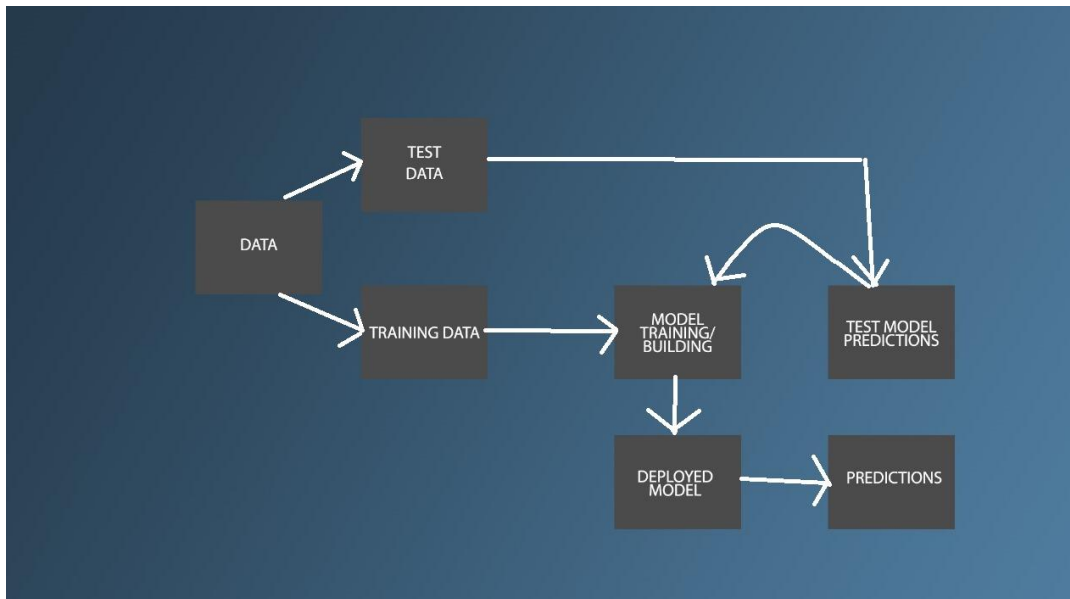 TEST
DATA
DATA
TRAINING DATA
MODEL
TRAINING/
BUILDING
TEST MODEL
PREDICTIONS
DEPLOYED
MODEL
PREDICTIONS